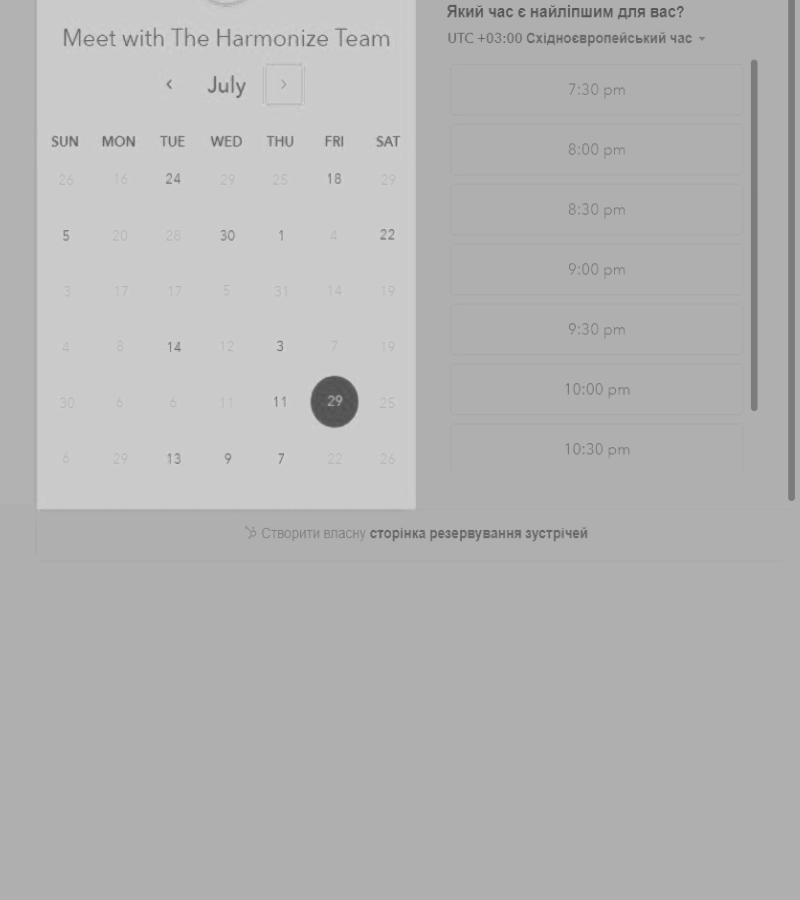 Meet with The Harmonize Team
July
SUN MON TUE WED THU FRI SAT
26 16 24 29 25 18 29
5 20 28 30 1 4 22
3 17 17 5 31 14 19
4 8 14 12 3 7 19
30 6 6 11 11 29 25
6 29 13 9 7 22 26
Який час є найліпшим для вас?
UTC +03:00 Східноєвропейський час
7:30 pm
8:00 pm
8:30 pm
9:00 pm
9:30 pm
10:00 pm
10:30 pm
Створити власну сторінка резервування зустрічей